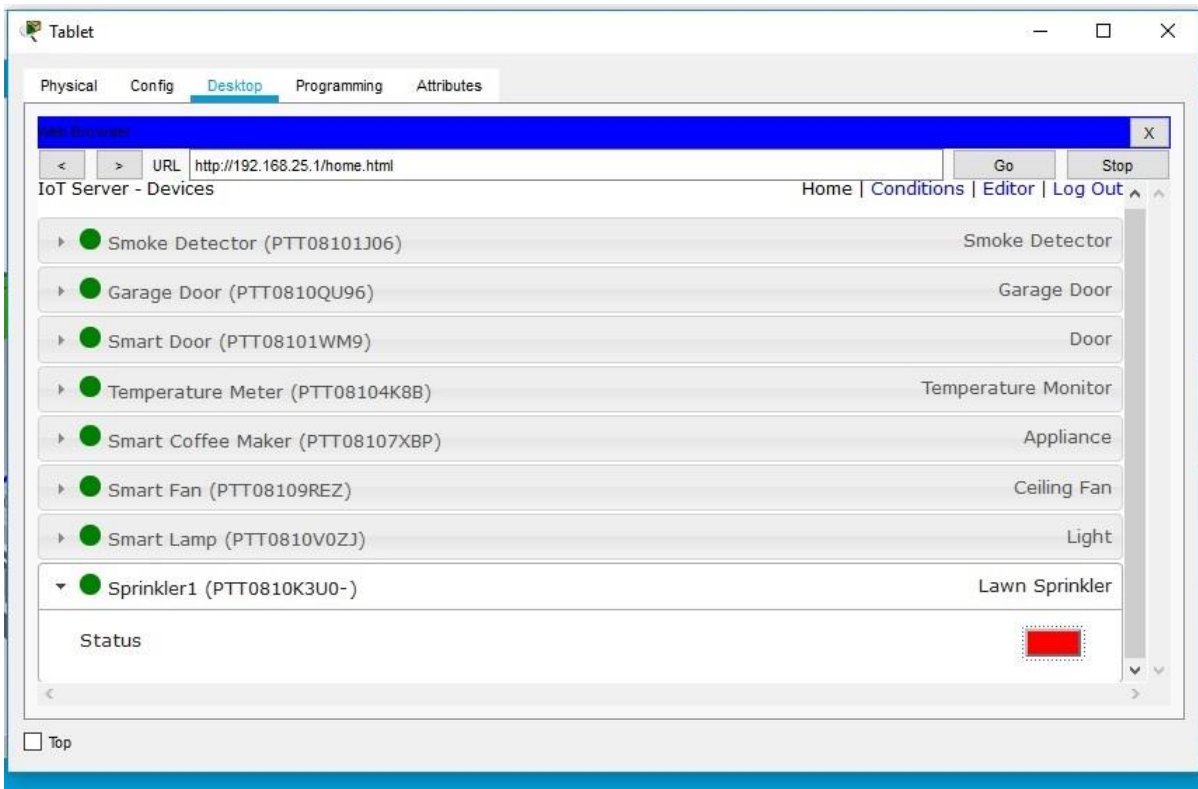 Tablet
Physical Config Desktop Programming Attributes
Web Browser X
< > URL http://192.168.25.1/home.html Go Stop
IoT Server - Devices Home | Conditions | Editor | Log Out
Smoke Detector (PTT08101J06) Smoke Detector
Garage Door (PTT0810QU96) Garage Door
Smart Door (PTT08101WM9) Door
Temperature Meter (PTT08104K8B) Temperature Monitor
Smart Coffee Maker (PTT08107XBP) Appliance
Smart Fan (PTT08109REZ) Ceiling Fan
Smart Lamp (PTT0810V0ZJ) Light
Sprinkler1 (PTT0810K3U0-) Lawn Sprinkler
Status
Top